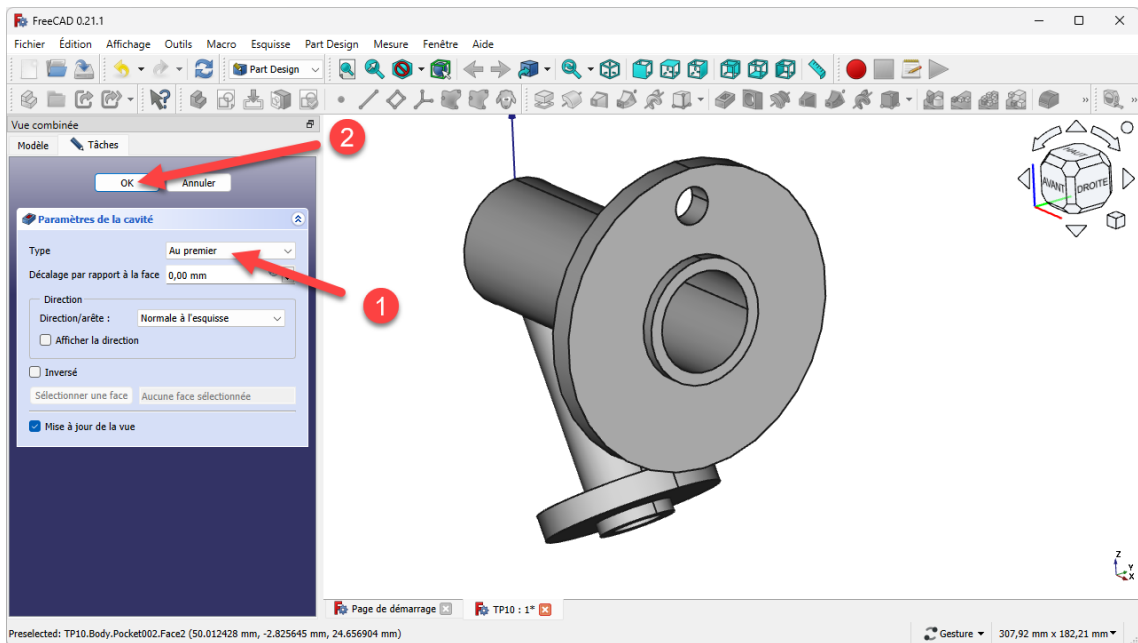 FreeCAD 0.21.1
Fichier Édition Affichage Outils Macro Esquisse Part Design Mesure Fenêtre Aide
Part Design
Vue combinée
Modèle Tâches
2
OK Annuler
Paramètres de la cavité
Type Au premier
Décalage par rapport à la face 0,00 mm
1
Direction
Direction/arête : Normale à l'esquisse
Afficher la direction
Inversé
Sélectionner une face Aucune face sélectionnée
Mise à jour de la vue
HAUT
AVANT DROITE
Z
Y
X
Page de démarrage TP10 : 1*
Preselected: TP10.Body.Pocket002.Face2 (50.012428 mm, -2.825645 mm, 24.656904 mm) Gesture 307,92 mm x 182,21 mm